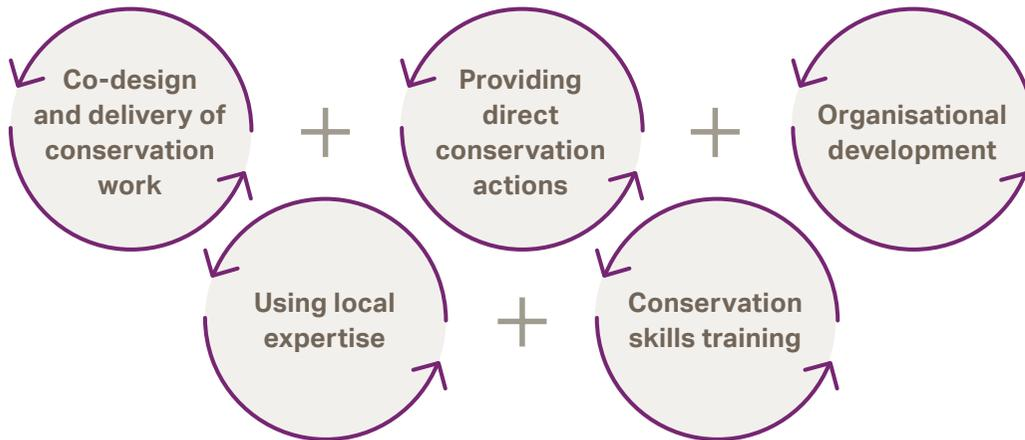 Co-design
and delivery of
conservation
work
Providing
direct
conservation
actions
Organisational
development
Using local
expertise
Conservation
skills training